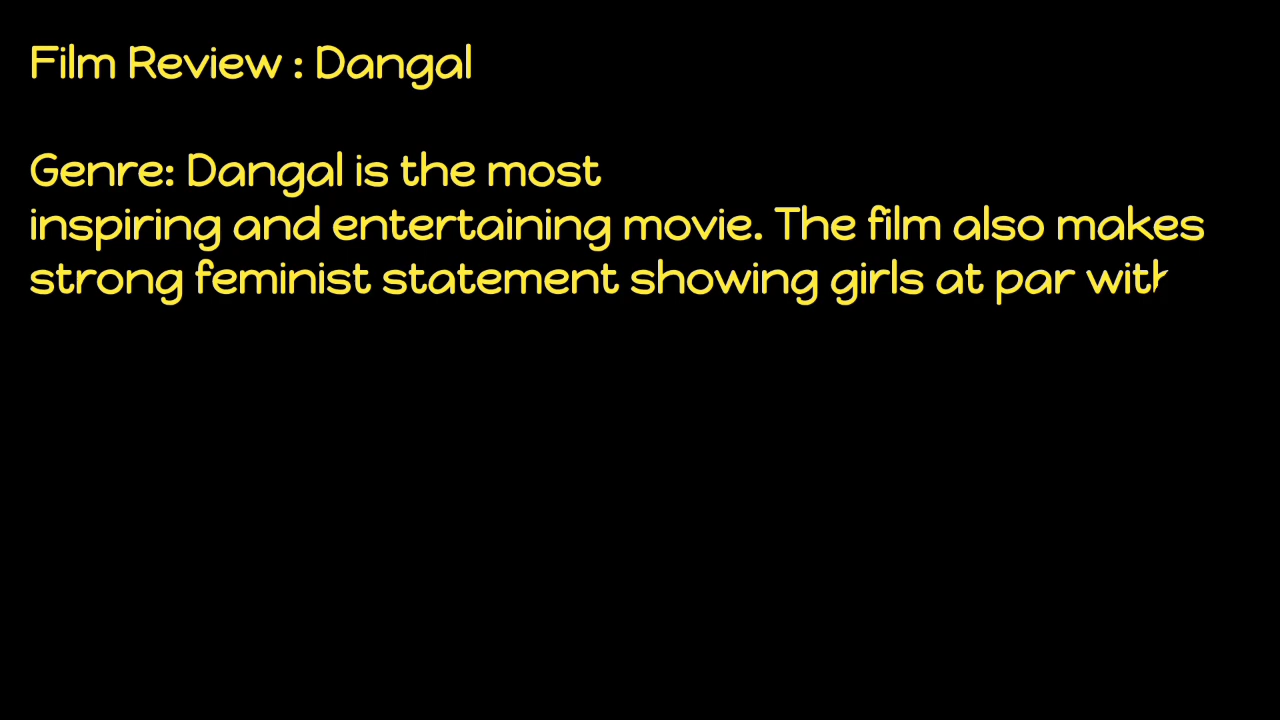 Film Review : Dangal
Genre: Dangal is the most
inspiring and entertaining movie. The film also makes
strong feminist statement showing girls at par